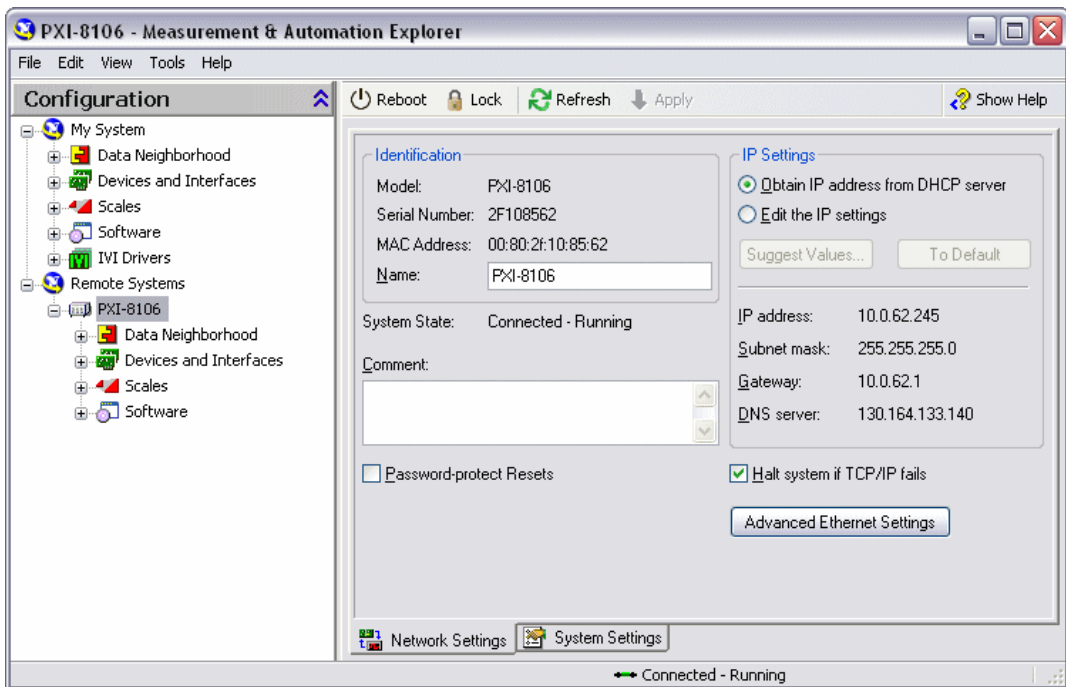 PXI-8106 - Measurement & Automation Explorer
File Edit View Tools Help
Configuration
My System
Data Neighborhood
Devices and Interfaces
Scales
Software
IVI Drivers
Remote Systems
PXI-8106
Data Neighborhood
Devices and Interfaces
Scales
Software
Reboot Lock Refresh Apply Show Help
Identification
Model: PXI-8106
Serial Number: 2F108562
MAC Address: 00:80:2f:10:85:62
Name: PXI-8106
System State: Connected - Running
Comment:
Password-protect Resets
IP Settings
Obtain IP address from DHCP server
Edit the IP settings
Suggest Values... To Default
IP address: 10.0.62.245
Subnet mask: 255.255.255.0
Gateway: 10.0.62.1
DNS server: 130.164.133.140
Halt system if TCP/IP fails
Advanced Ethernet Settings
Network Settings System Settings
Connected - Running